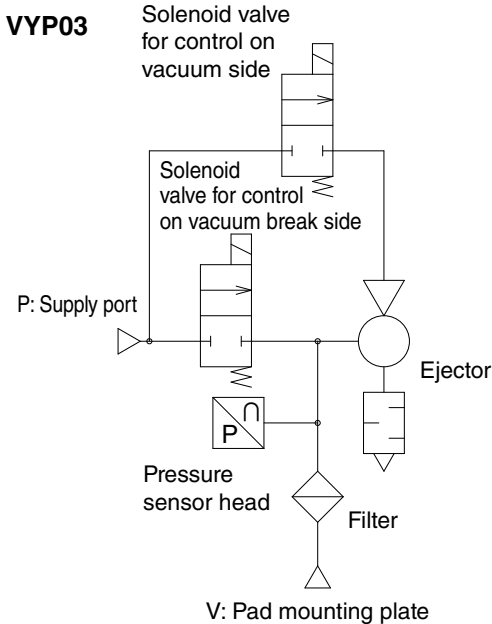 VYP03
Solenoid valve
for control on
vacuum side
Solenoid
valve for control
on vacuum break side
P: Supply port
Ejector
P
Pressure
sensor head
Filter
V: Pad mounting plate